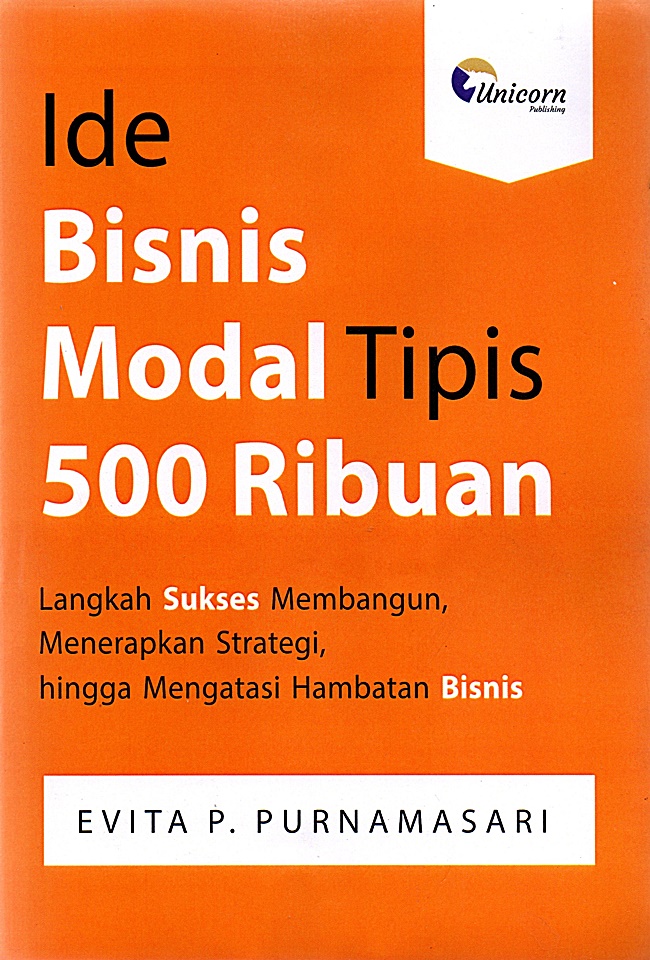 Unicorn
Publishing
Ide
Bisnis
Modal Tipis
500 Ribuan
Langkah Sukses Membangun,
Menerapkan Strategi,
hingga Mengatasi Hambatan Bisnis
EVITA P. PURNAMASARI